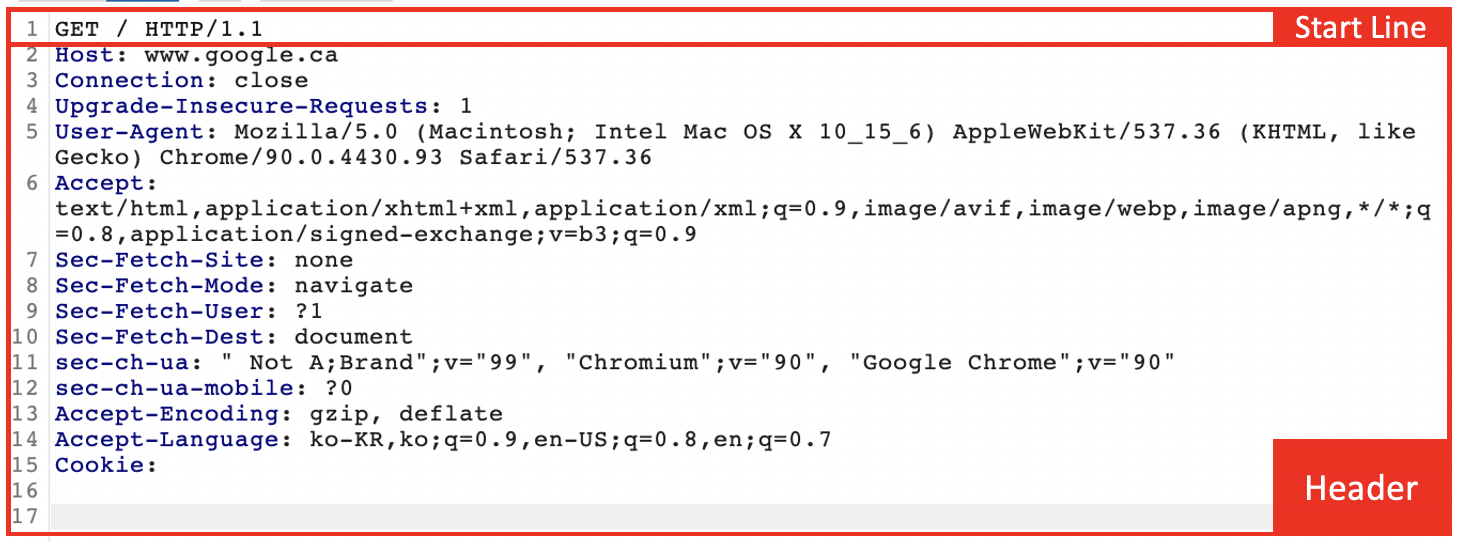 1 GET / HTTP/1.1
Start Line
2 Host: www.google.ca
3 Connection: close
4 Upgrade-Insecure-Requests: 1
5 User-Agent: Mozilla/5.0 (Macintosh; Intel Mac OS X 10_15_6) AppleWebKit/537.36 (KHTML, like
Gecko) Chrome/90.0.4430.93 Safari/537.36
6 Accept:
text/html,application/xhtml+xml,application/xml;q=0.9,image/avif,image/webp,image/apng,*/*;q
=0.8,application/signed-exchange;v=b3;q=0.9
7 Sec-Fetch-Site: none
8 Sec-Fetch-Mode: navigate
9 Sec-Fetch-User: ?1
10 Sec-Fetch-Dest: document
11 sec-ch-ua: " Not A;Brand";v="99", "Chromium";v="90", "Google Chrome";v="90"
12 sec-ch-ua-mobile: ?0
13 Accept-Encoding: gzip, deflate
14 Accept-Language: ko-KR,ko;q=0.9,en-US;q=0.8,en;q=0.7
15 Cookie:
16
17
Header